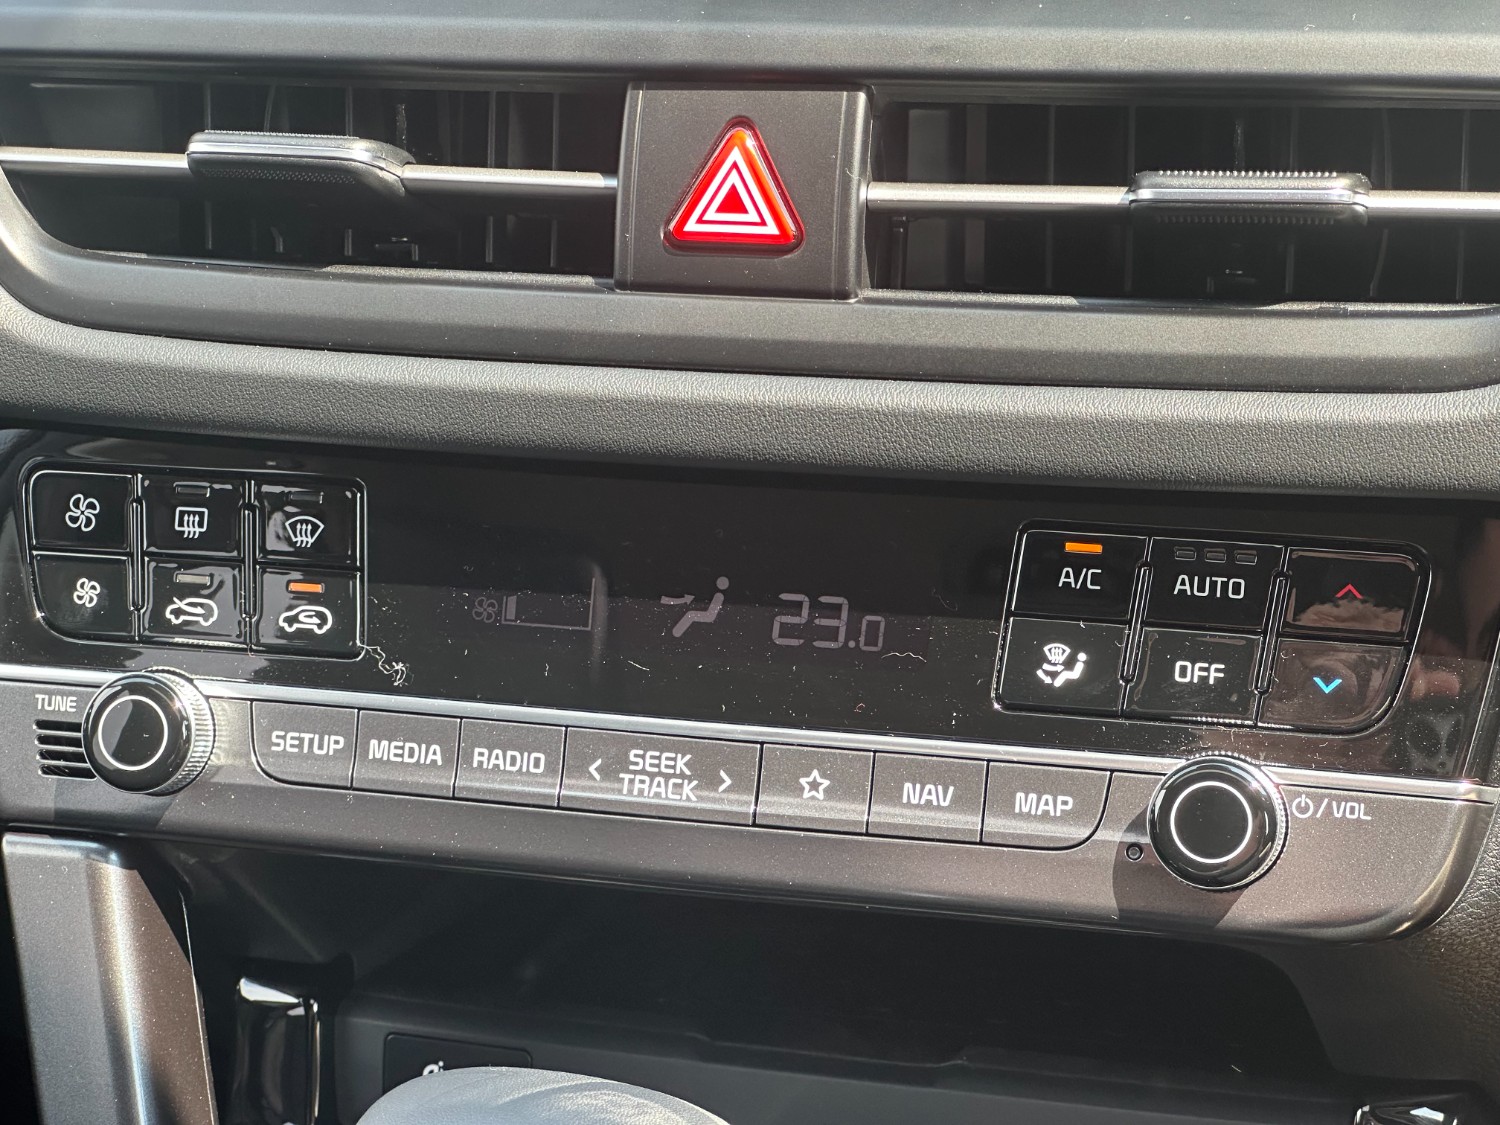 23.0
A/C
AUTO
OFF
TUNE
SETUP
MEDIA
RADIO
SEEK
TRACK
NAV
MAP
/ VOL